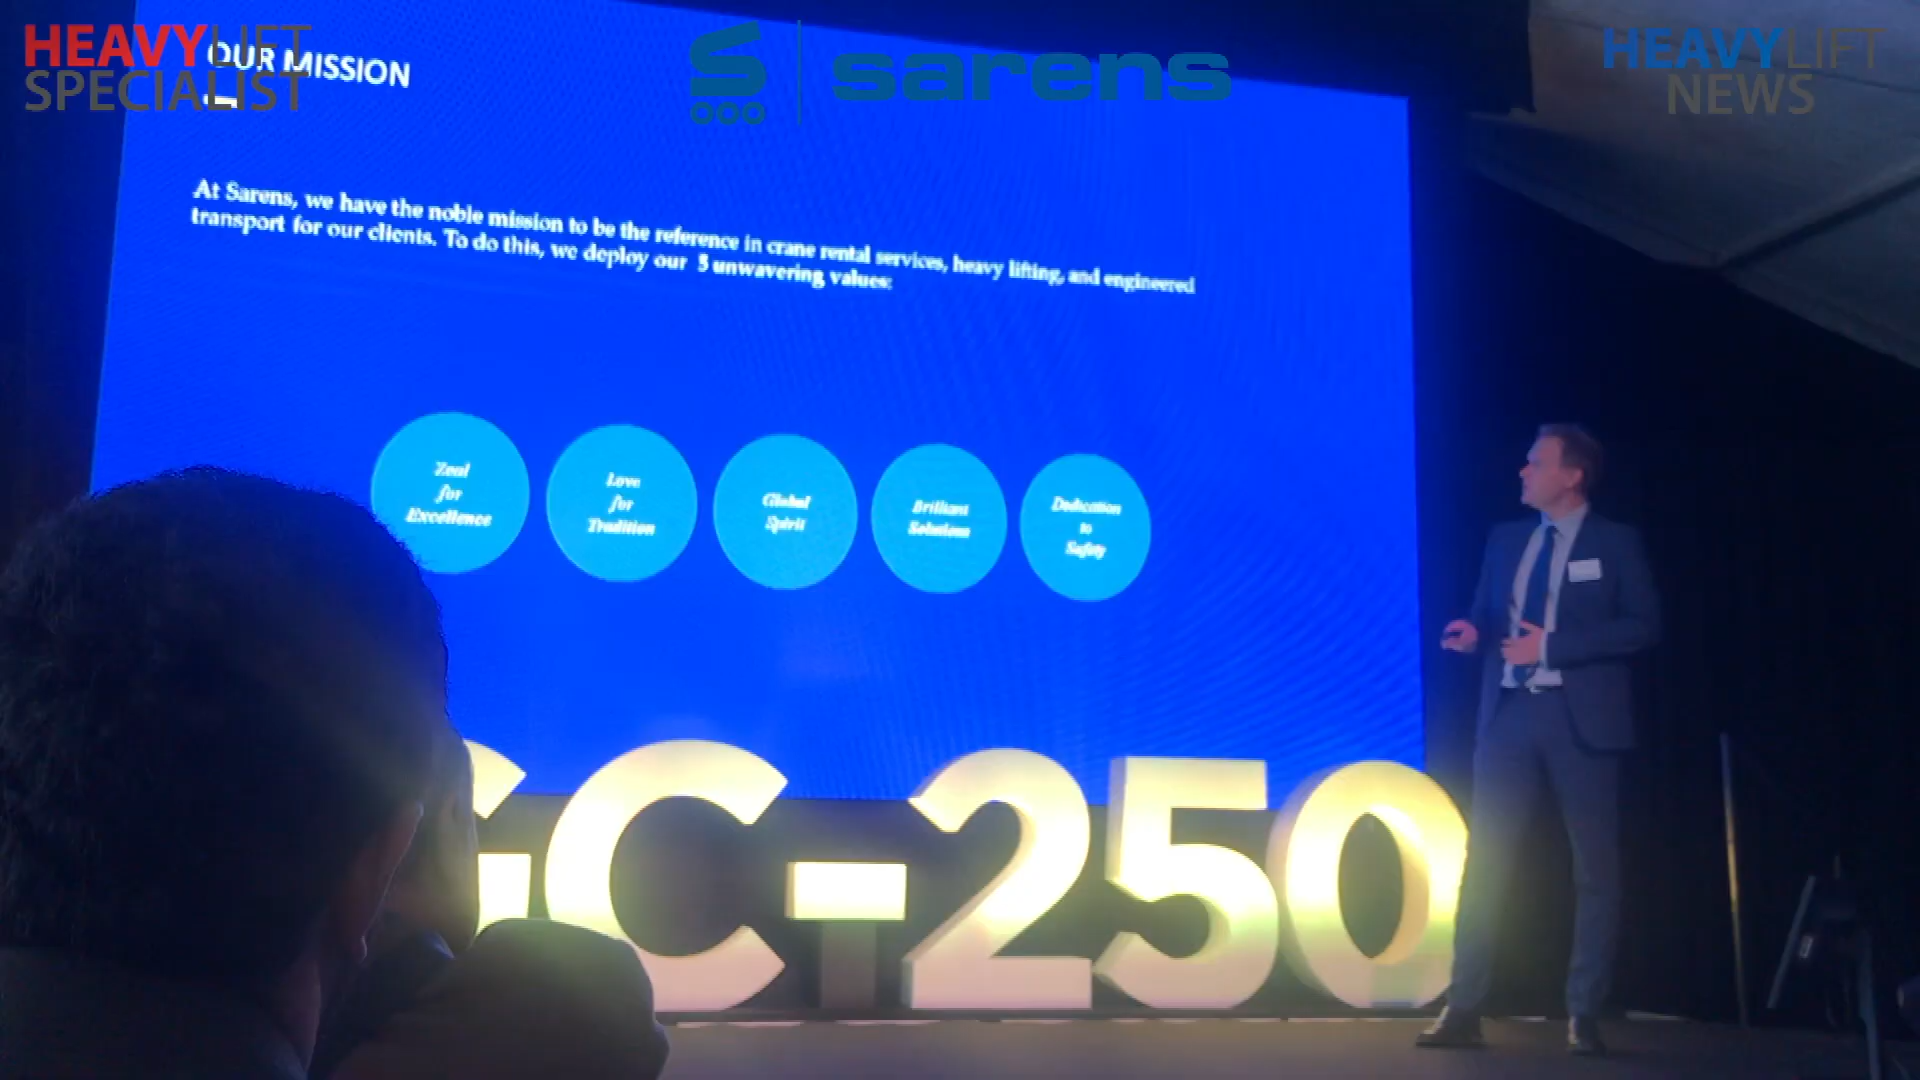 HEAVYLIFT
SPECIALIST
OUR MISSION
sarens
HEAVYLIFT
NEWS
At Sarens, we have the noble mission to be the reference in crane rental services, heavy lifting, and engineered
transport for our clients. To do this, we deploy our 5 unwavering values:
Zeal
for
Excellence
Love
for
Tradition
Global
Spirit
Brilliant
Solutions
Dedication
to
Safety
GC-250